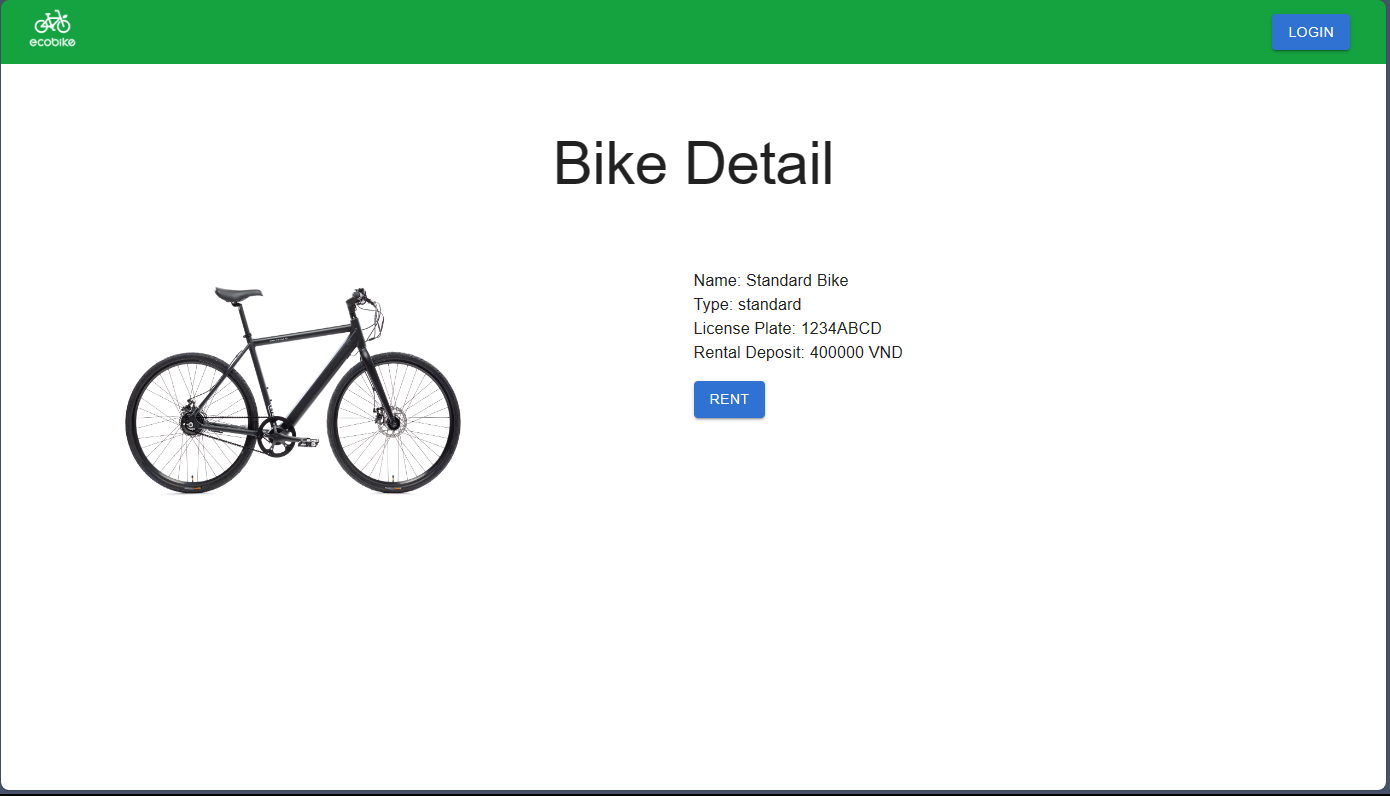 ecobike
LOGIN
Bike Detail
Name: Standard Bike
Type: standard
License Plate: 1234ABCD
Rental Deposit: 400000 VND
RENT